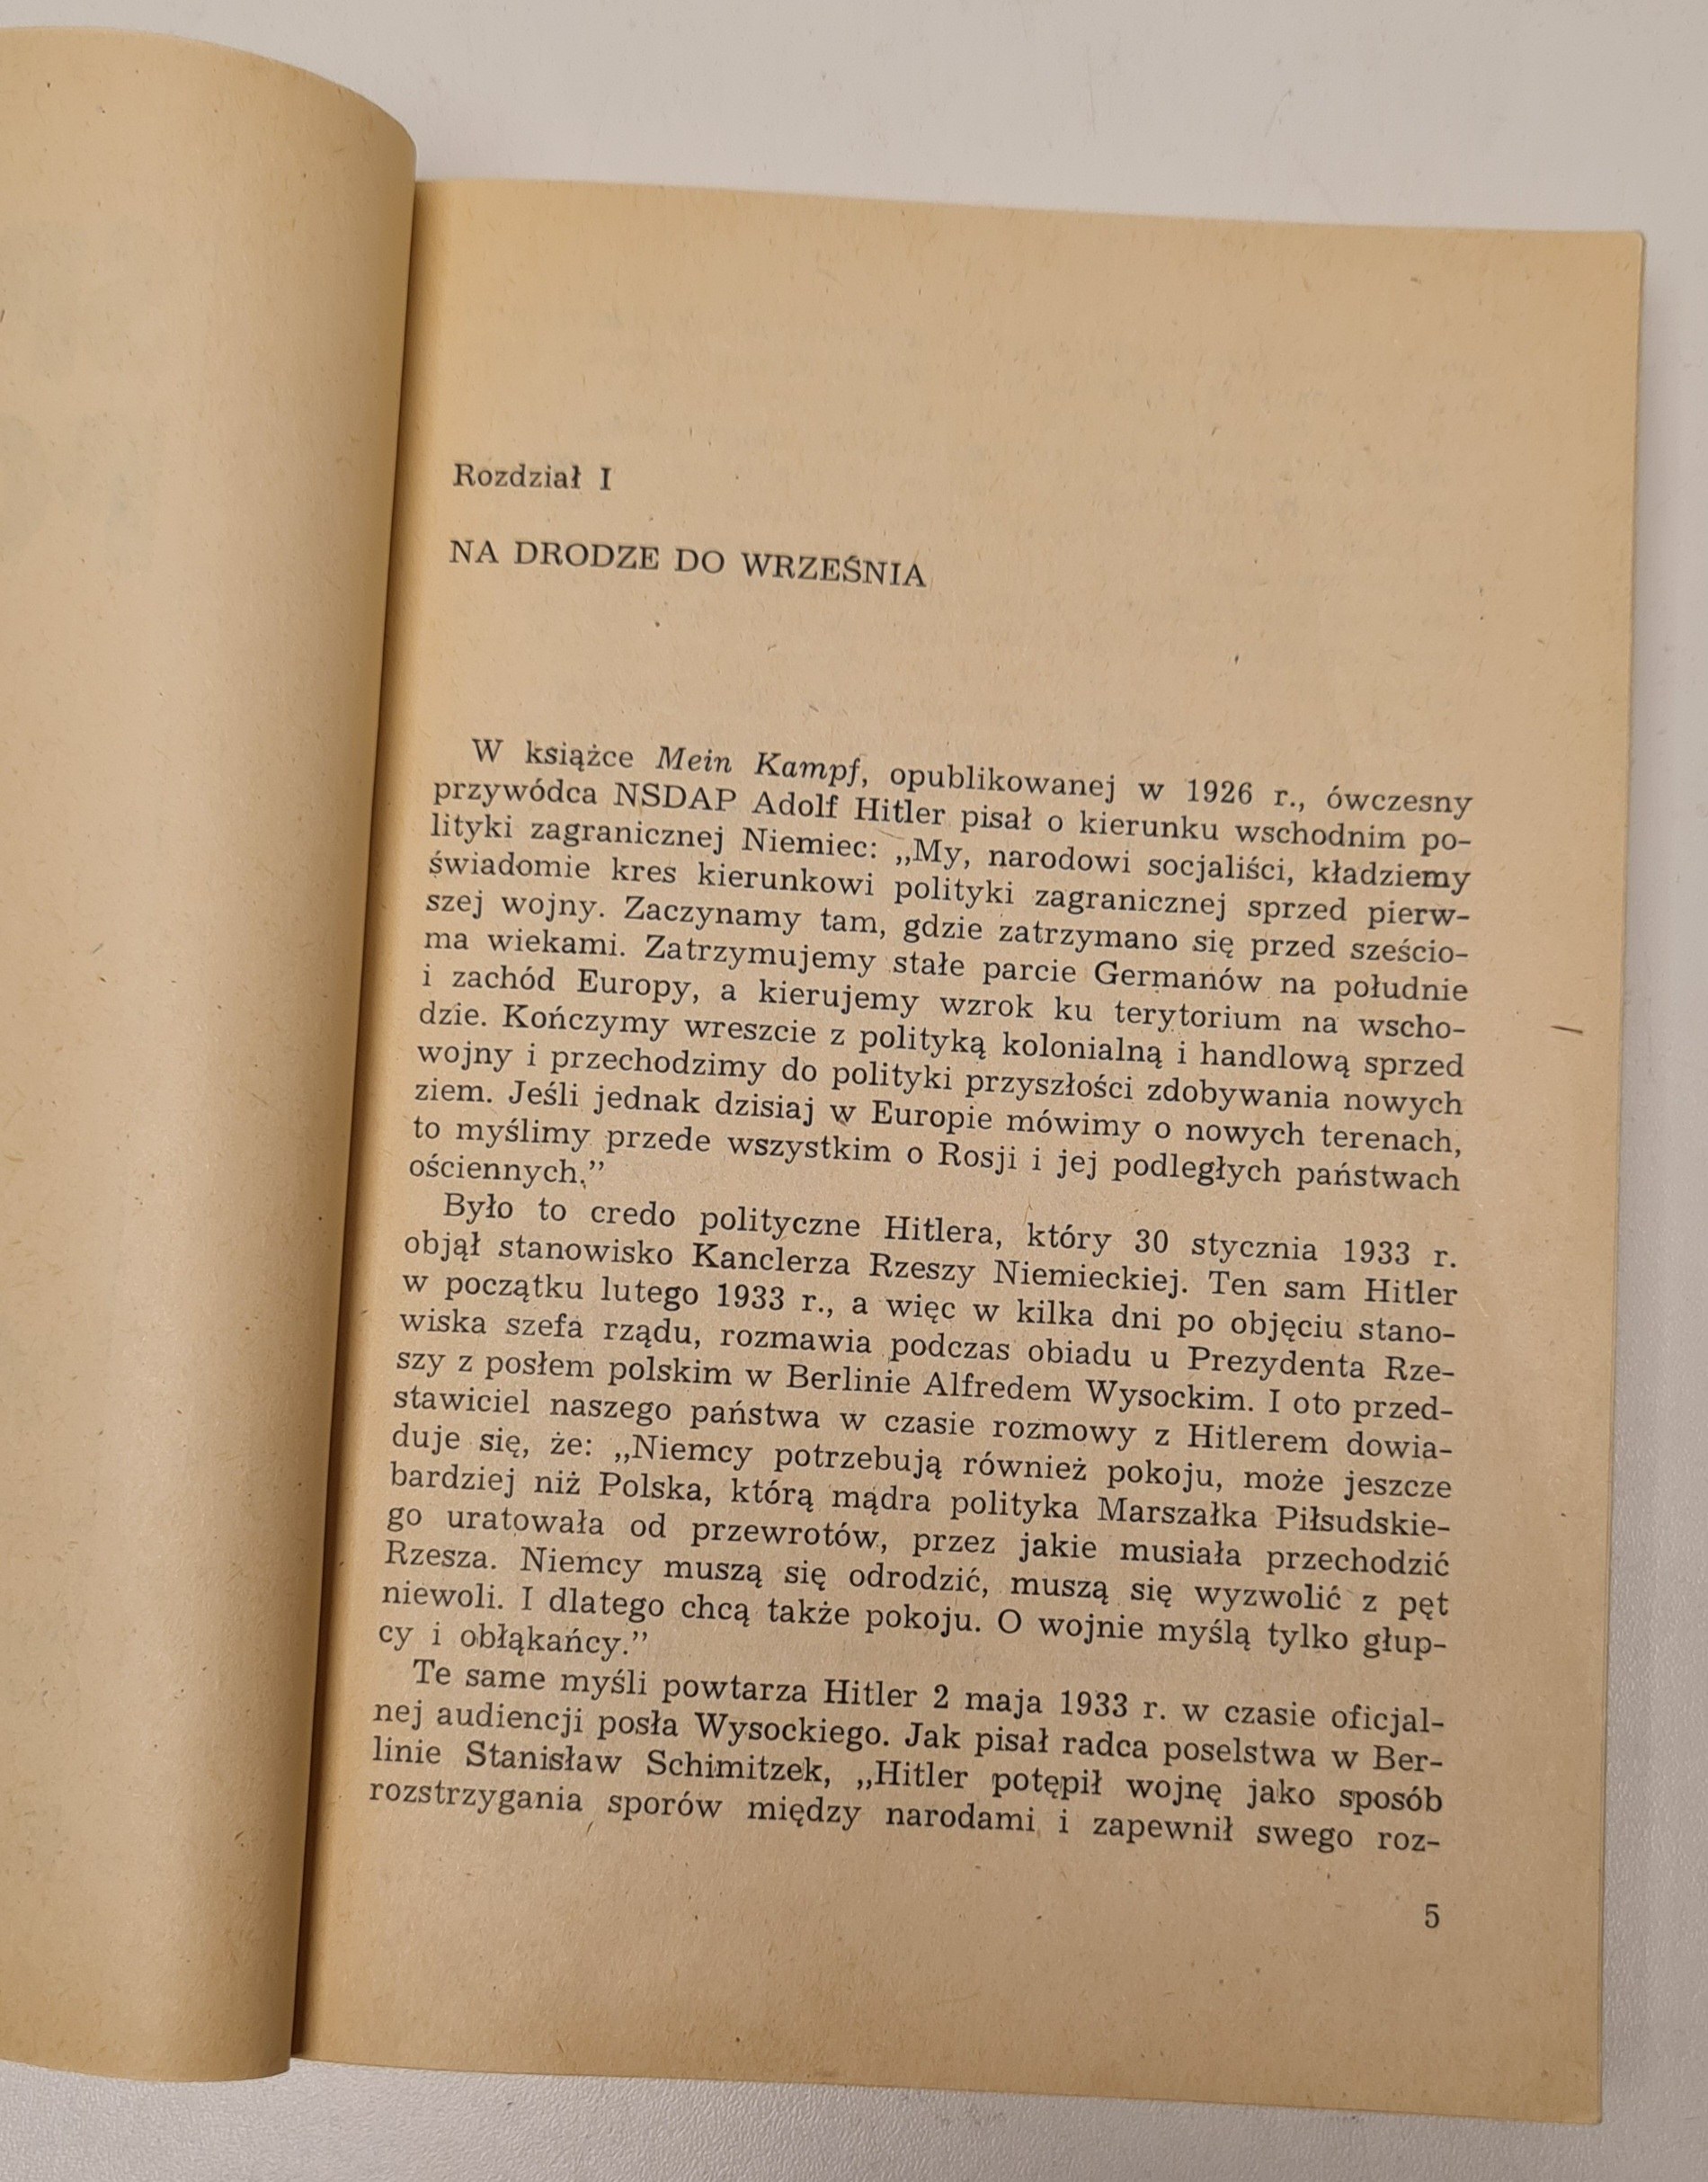 Rozdział I
NA DRODZE DO WRZEŚNIA
W książce Mein Kampf, opublikowanej w 1926 r., ówczesny
przywódca NSDAP Adolf Hitler pisał o kierunku wschodnim po-
lityki zagranicznej Niemiec: „My, narodowi socjaliści, kładziemy
świadomie kres kierunkowi polityki zagranicznej sprzed pierw-
szej wojny. Zaczynamy tam, gdzie zatrzymano się przed sześcio-
ma wiekami. Zatrzymujemy stałe parcie Germanów na południe
i zachód Europy, a kierujemy wzrok ku terytorium na wscho-
dzie. Kończymy wreszcie z polityką kolonialną i handlową sprzed
wojny i przechodzimy do polityki przyszłości zdobywania nowych
ziem. Jeśli jednak dzisiaj w Europie mówimy o nowych terenach,
to myślimy przede wszystkim o Rosji i jej podległych państwach
ościennych.”
Było to credo polityczne Hitlera, który 30 stycznia 1933 r.
objął stanowisko Kanclerza Rzeszy Niemieckiej. Ten sam Hitler
w początku lutego 1933 r., a więc w kilka dni po objęciu stano-
wiska szefa rządu, rozmawia podczas obiadu u Prezydenta Rze-
szy z posłem polskim w Berlinie Alfredem Wysockim. I oto przed-
stawiciel naszego państwa w czasie rozmowy z Hitlerem dowia-
duje się, że: „Niemcy potrzebują również pokoju, może jeszcze
bardziej niż Polska, którą mądra polityka Marszałka Piłsudskie-
go uratowała od przewrotów, przez jakie musiała przechodzić
Rzesza. Niemcy muszą się odrodzić, muszą się wyzwolić z pęt
niewoli. I dlatego chcą także pokoju. O wojnie myślą tylko głup-
cy i obłąkańcy.”
Te same myśli powtarza Hitler 2 maja 1933 r. w czasie oficjal-
nej audiencji posła Wysockiego. Jak pisał radca poselstwa w Ber-
linie Stanisław Schimitzek, „Hitler potępił wojnę jako sposób
rozstrzygania sporów między narodami i zapewnił swego roz-
5